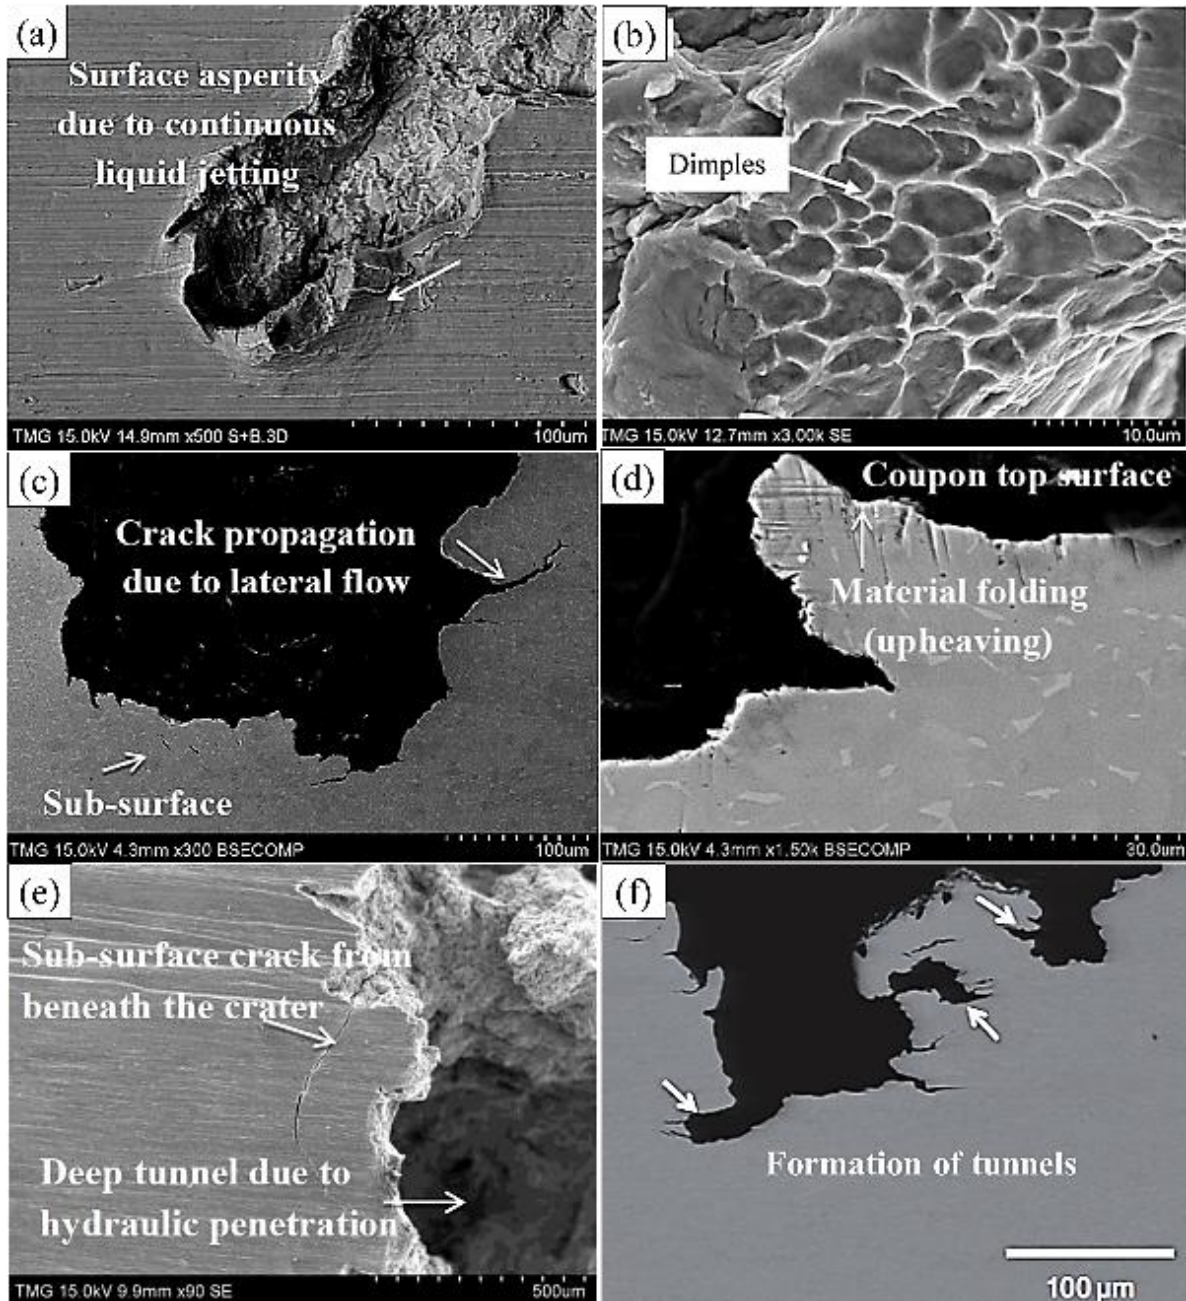 (a)
Surface asperity
due to continuous
liquid jetting
TMG 15.0kV 14.9mm x500 S+B.3D
100um
(b)
Dimples
TMG 15.0kV 12.7mm x3.00k SE
10.0um
(c)
Crack propagation
due to lateral flow
Sub-surface
TMG 15.0kV 4.3mm x300 BSECOMP
100um
(d)
Coupon top surface
Material folding
(upheaving)
TMG 15.0kV 4.3mm x1.50k BSECOMP
30.0um
(e)
Sub-surface crack from
beneath the crater
Deep tunnel due to
hydraulic penetration
TMG 15.0kV 9.9mm x90 SE
500um
(f)
Formation of tunnels
100 µm